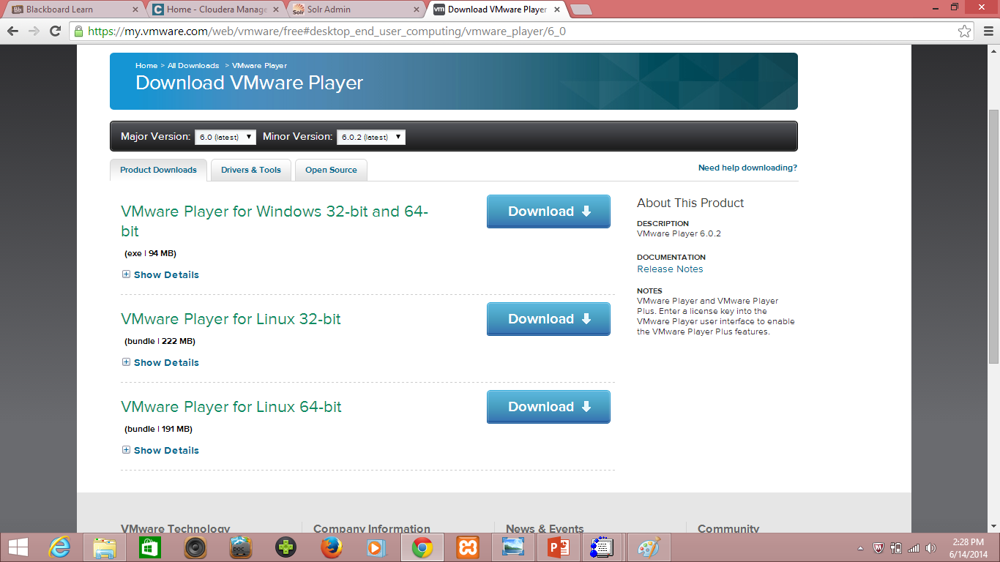 Blackboard Learn
Home - Cloudera Manage
Solr Admin
Download VMware Player
https://my.vmware.com/web/vmware/free#desktop_end_user_computing/vmware_player/6_0
Home > All Downloads > VMware Player
Download VMware Player
Major Version: 6.0 (latest) Minor Version: 6.0.2 (latest)
Product Downloads
Drivers & Tools
Open Source
Need help downloading?
VMware Player for Windows 32-bit and 64-
bit
(exe | 94 MB)
Show Details
Download
VMware Player for Linux 32-bit
(bundle | 222 MB)
Show Details
Download
VMware Player for Linux 64-bit
(bundle | 191 MB)
Show Details
Download
About This Product
DESCRIPTION
VMware Player 6.0.2
DOCUMENTATION
Release Notes
NOTES
VMware Player and VMware Player
Plus. Enter a license key into the
VMware Player user interface to enable
the VMware Player Plus features.
VMware Technology
Company Information
News & Events
Community
2:28 PM
6/14/2014